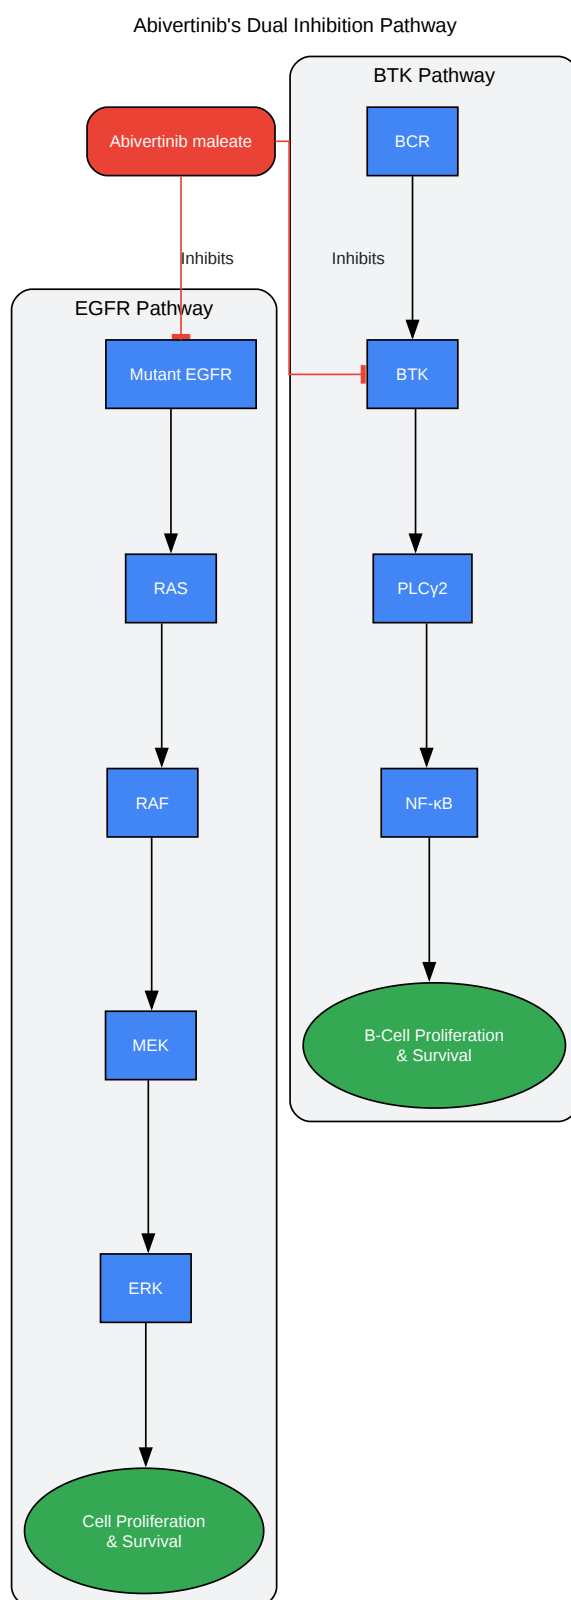 Abivertinib's Dual Inhibition Pathway
BTK Pathway
Abivertinib maleate
BCR
Inhibits
Inhibits
EGFR Pathway
Mutant EGFR
BTK
RAS
PLCγ2
RAF
NF-κB
B-Cell Proliferation
& Survival
MEK
ERK
Cell Proliferation
& Survival